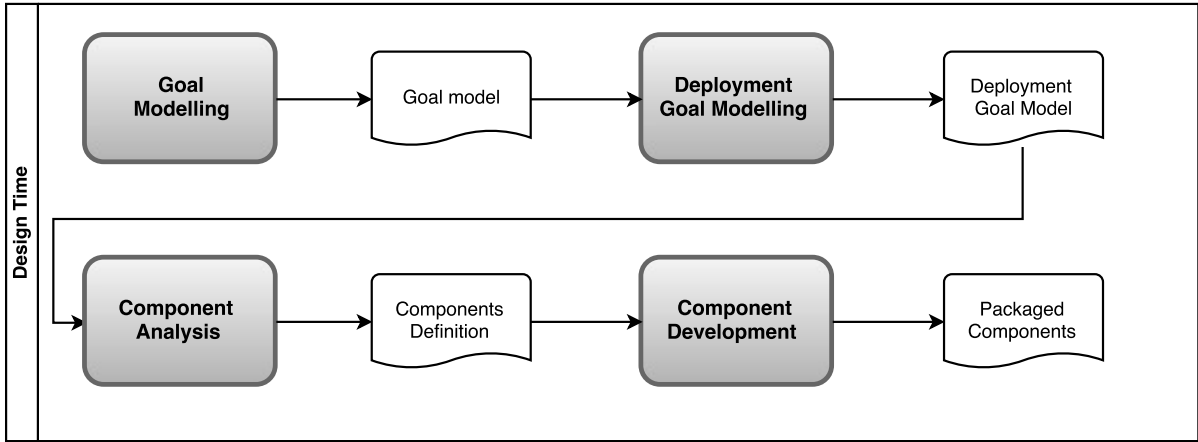 Design Time
Goal
Modelling
Goal model
Deployment
Goal Modelling
Deployment
Goal Model
Component
Analysis
Components
Definition
Component
Development
Packaged
Components